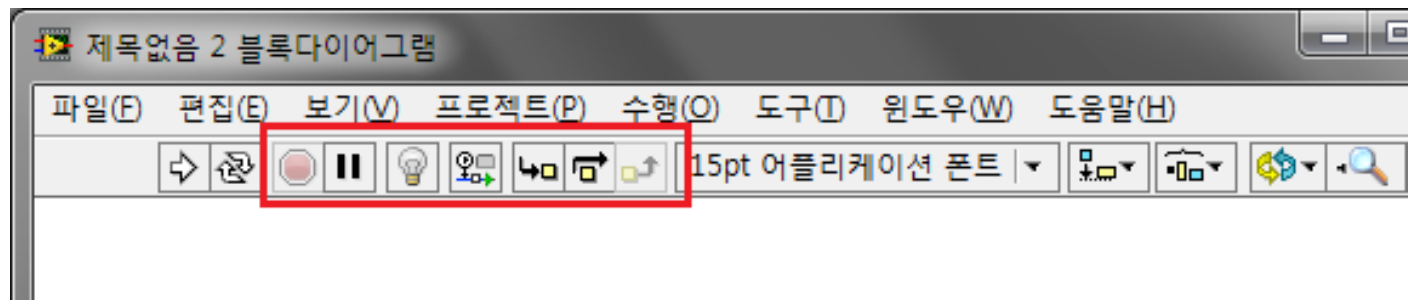 제목없음 2 블록다이어그램
파일(F) 편집(E) 보기(V) 프로젝트(P) 수행(O) 도구(T) 윈도우(W) 도움말(H)
15pt 어플리케이션 폰트